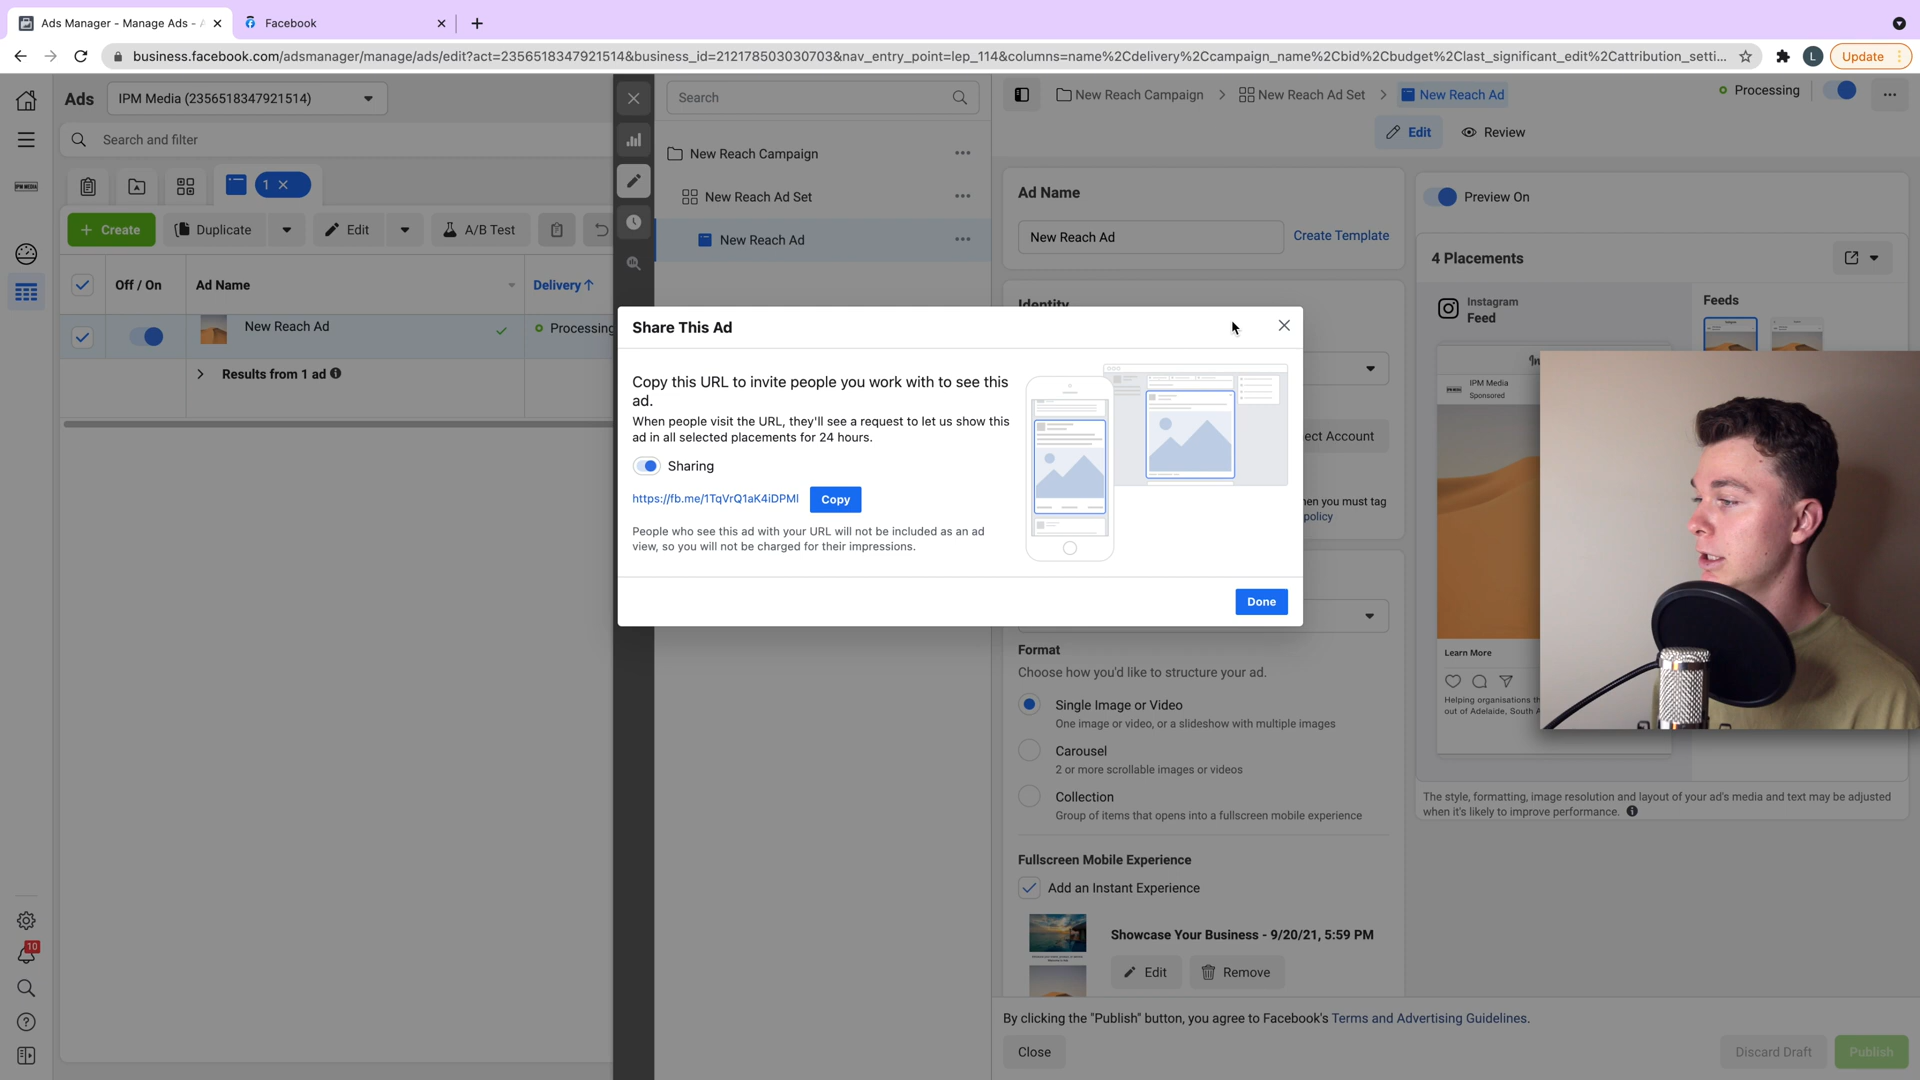 Ads Manager - Manage Ads - A
Facebook
business.facebook.com/adsmanager/manage/ads/edit?act=2356518347921514&business_id=212178503030703&nav_entry_point=lep_114&columns=name%2Cdelivery%2Ccampaign_name%2Cbid%2Cbudget%2Clast_significant_edit%2Cattribution_setti...
L
Update
Ads
IPM Media (2356518347921514)
Search and filter
IPM MEDIA
1
+ Create
Duplicate
Edit
A/B Test
Off / On
Ad Name
Delivery↑
New Reach Ad
Processing
Results from 1 ad
10
Search
New Reach Campaign
New Reach Ad Set
New Reach Ad
New Reach Campaign > New Reach Ad Set > New Reach Ad
Processing
Edit
Review
Ad Name
New Reach Ad
Create Template
Identity
ect Account
en you must tag
policy
Share This Ad
Copy this URL to invite people you work with to see this
ad.
When people visit the URL, they'll see a request to let us show this
ad in all selected placements for 24 hours.
Sharing
https://fb.me/1TqVrQ1aK4iDPMl
Copy
People who see this ad with your URL will not be included as an ad
view, so you will not be charged for their impressions.
Done
Format
Choose how you'd like to structure your ad.
Single Image or Video
One image or video, or a slideshow with multiple images
Carousel
2 or more scrollable images or videos
Collection
Group of items that opens into a fullscreen mobile experience
Fullscreen Mobile Experience
Add an Instant Experience
Showcase Your Business - 9/20/21, 5:59 PM
Edit
Remove
By clicking the "Publish" button, you agree to Facebook's Terms and Advertising Guidelines.
Close
Discard Draft
Publish
Preview On
4 Placements
Instagram
Feed
Feeds
IPM Media
Sponsored
Learn More
Helping organisations th
out of Adelaide, South A
The style, formatting, image resolution and layout of your ad's media and text may be adjusted
when it's likely to improve performance.